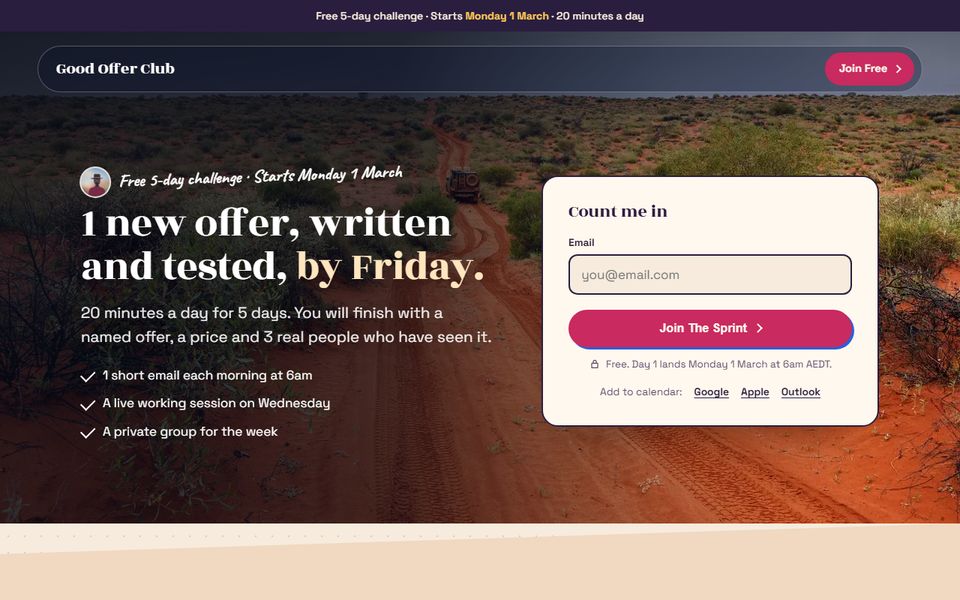 Free 5-day challenge · Starts Monday 1 March · 20 minutes a day
Good Offer Club
Join Free
Free 5-day challenge · Starts Monday 1 March
1 new offer, written
and tested, by Friday.
20 minutes a day for 5 days. You will finish with a
named offer, a price and 3 real people who have seen it.
1 short email each morning at 6am
A live working session on Wednesday
A private group for the week
Count me in
Email
you@email.com
Join The Sprint
Free. Day 1 lands Monday 1 March at 6am AEDT.
Add to calendar: Google Apple Outlook